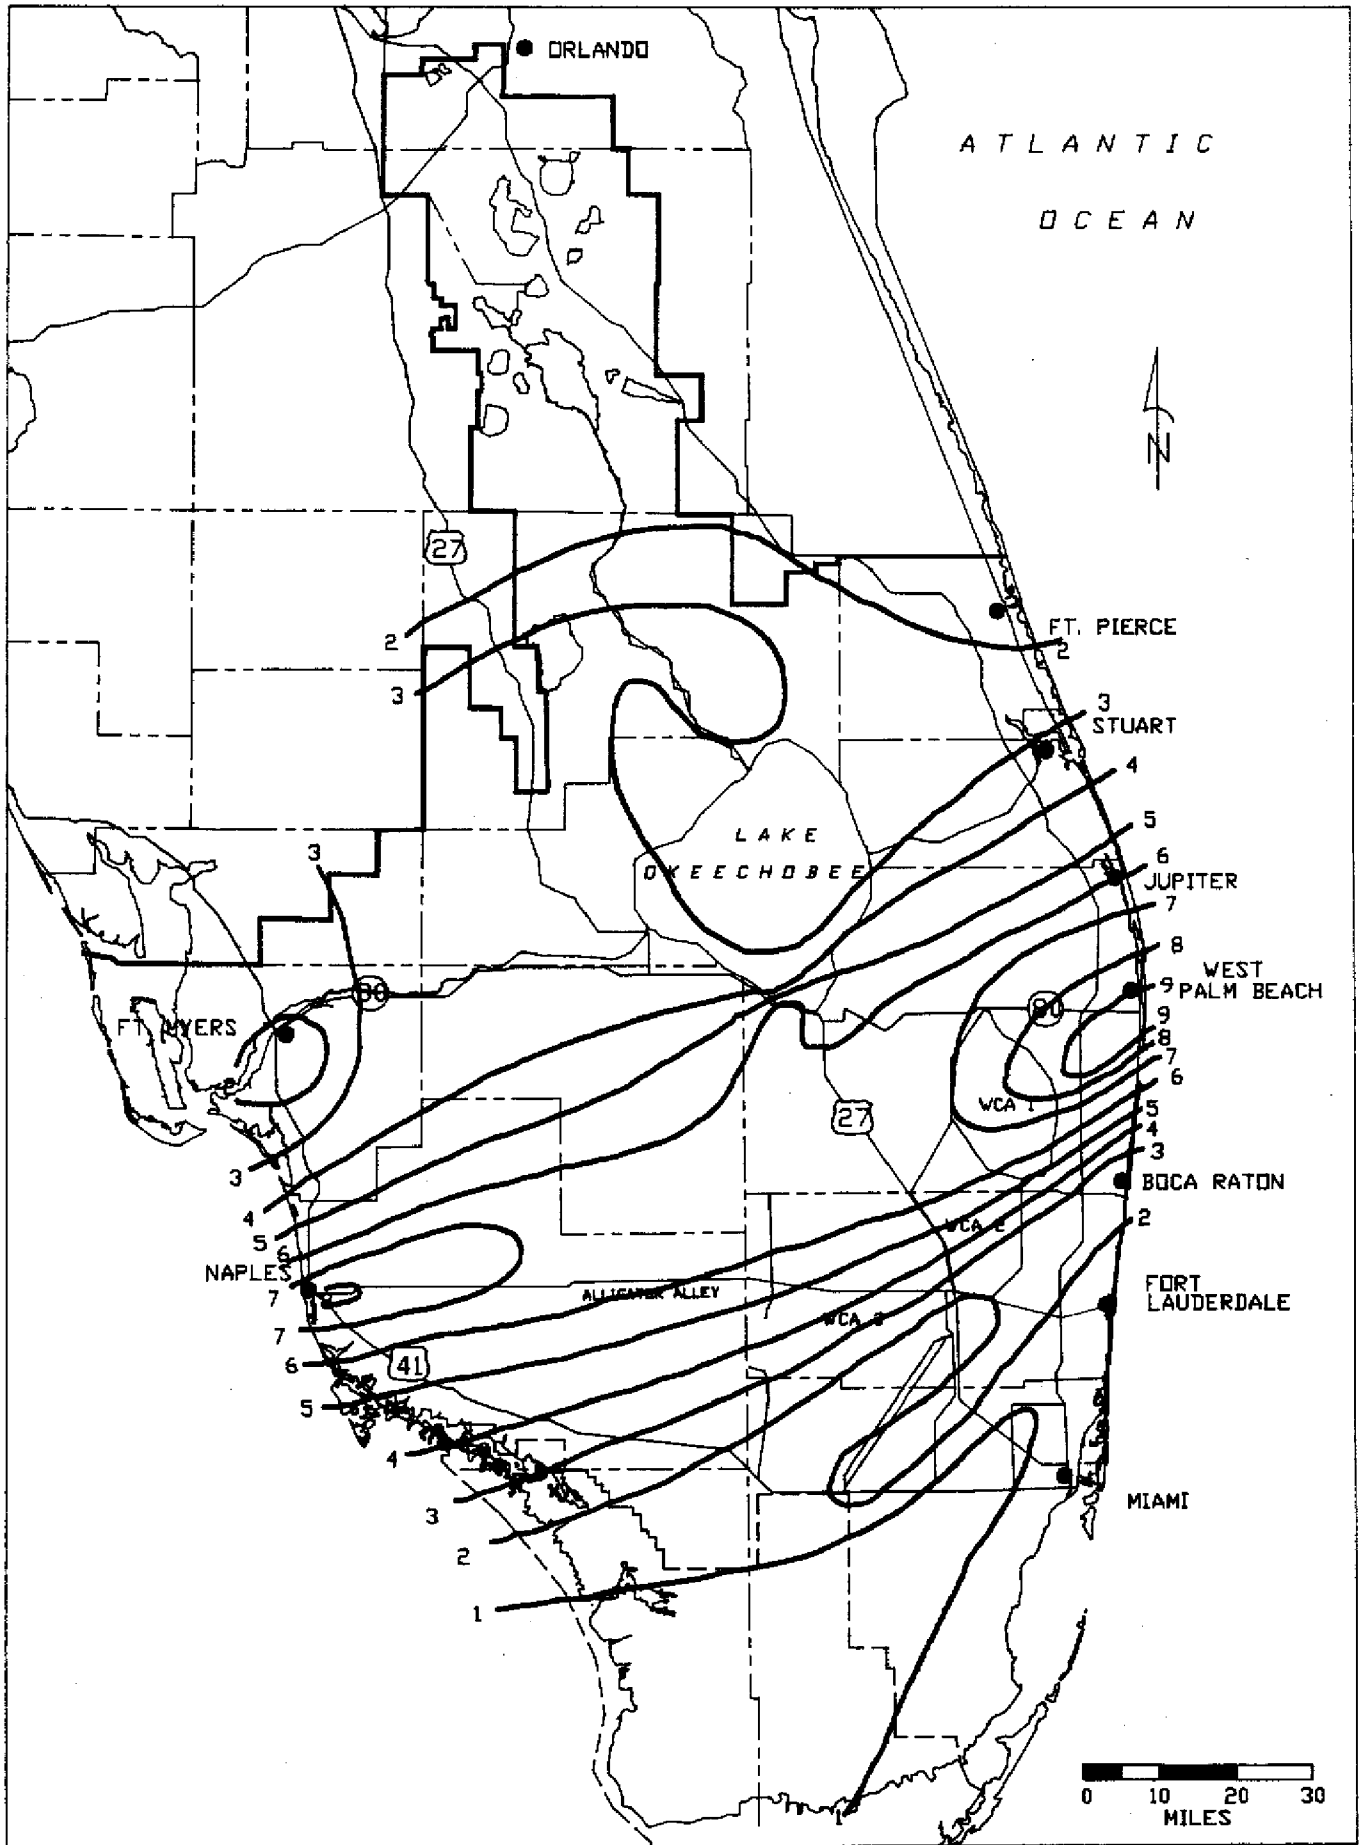 ORLANDO
ATLANTIC
OCEAN
N
27
2
FT. PIERCE
2
3
3
STUART
4
LAKE
5
OKEECHOBEE
3
6
JUPITER
7
8
WEST
PALM BEACH
9
80
80
FT. MYERS
9
8
7
6
WCA 1
27
5
4
3
3
BOCA RATON
4
WCA 2
2
5
6
NAPLES
FORT
LAUDERDALE
ALLIGATOR ALLEY
7
WCA 3
7
6
41
5
4
MIAMI
3
2
1
0 10 20 30
MILES
1